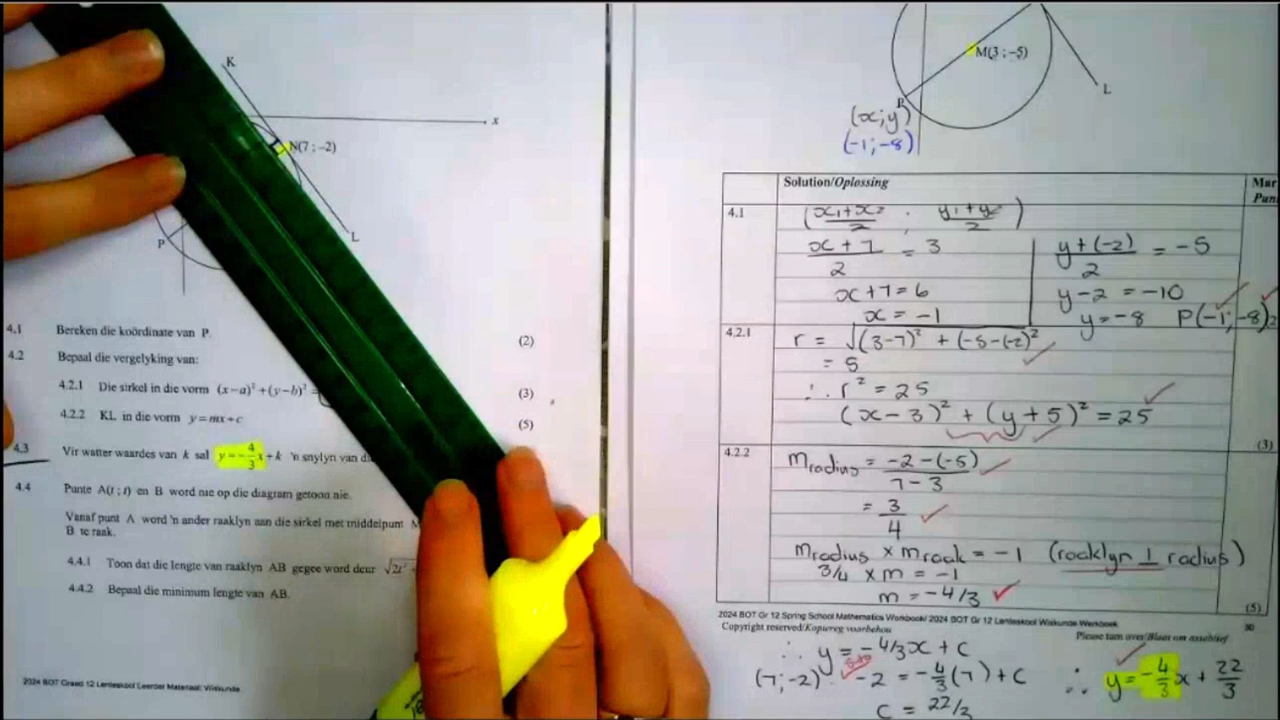 K
x
N(7 ; −2)
L
P
4.1 Bereken die koördinate van P. (2)
4.2 Bepaal die vergelyking van:
4.2.1 Die sirkel in die vorm (x−a)²+(y−b)² = (3)
4.2.2 KL in die vorm y=mx+c (5)
4.3 Vir watter waardes van k sal y=−4/3x+k 'n snylyn van
4.4 Punte A(t ; t) en B word nie op die diagram getoon nie.
Vanaf punt A word 'n ander raaklyn aan die sirkel met middelpunt M
B te raak.
4.4.1 Toon dat die lengte van raaklyn AB gegee word deur √2t²
4.4.2 Bepaal die minimum lengte van AB.
2024 BOT Graad 12 Lenteskool Leerder Materiaal: Wiskunde
M(3 ; −5)
L
P
(x;y)
(-1;-8)
Solution/Oplossing
4.1 (x₁+x₂/2 ; y₁+y₂/2)
x+7/2 = 3
x+7=6
x=-1
y+(-2)/2 = -5
y-2 = -10
y=-8 P(-1;-8)
4.2.1 r = √(3-7)² + (-5-(-2))²
= 5
∴ r² = 25
(x-3)² + (y+5)² = 25
(3)
4.2.2 m radius = -2-(-5)/7-3
= 3/4
m radius × m raak = -1 (raaklyn ⊥ radius)
3/4 × m = -1
m = -4/3
(5)
2024 BOT Gr 12 Spring School Mathematics Workbook/ 2024 BOT Gr 12 Lenteskool Wiskunde Werkboek
Copyright reserved/Kopiereg voorbehou
Please turn over/Blaai om asseblief
∴ y = -4/3x + c
(7;-2) -2 = -4/3(7) + c
c = 22/3
∴ y = -4/3x + 22/3